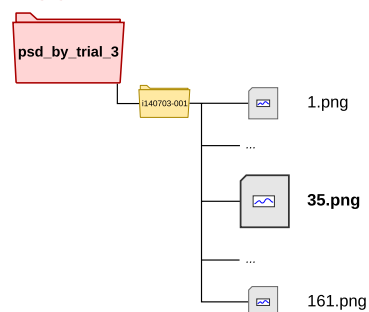 psd_by_trial_3
i140703-001
1.png
...
35.png
...
161.png